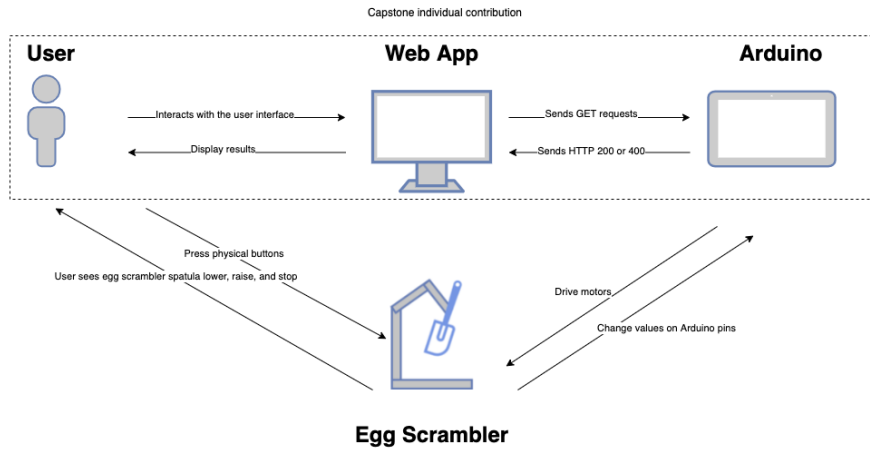 Capstone individual contribution
User
Web App
Arduino
Interacts with the user interface
Sends GET requests
Display results
Sends HTTP 200 or 400
Press physical buttons
User sees egg scrambler spatula lower, raise, and stop
Drive motors
Change values on Arduino pins
Egg Scrambler